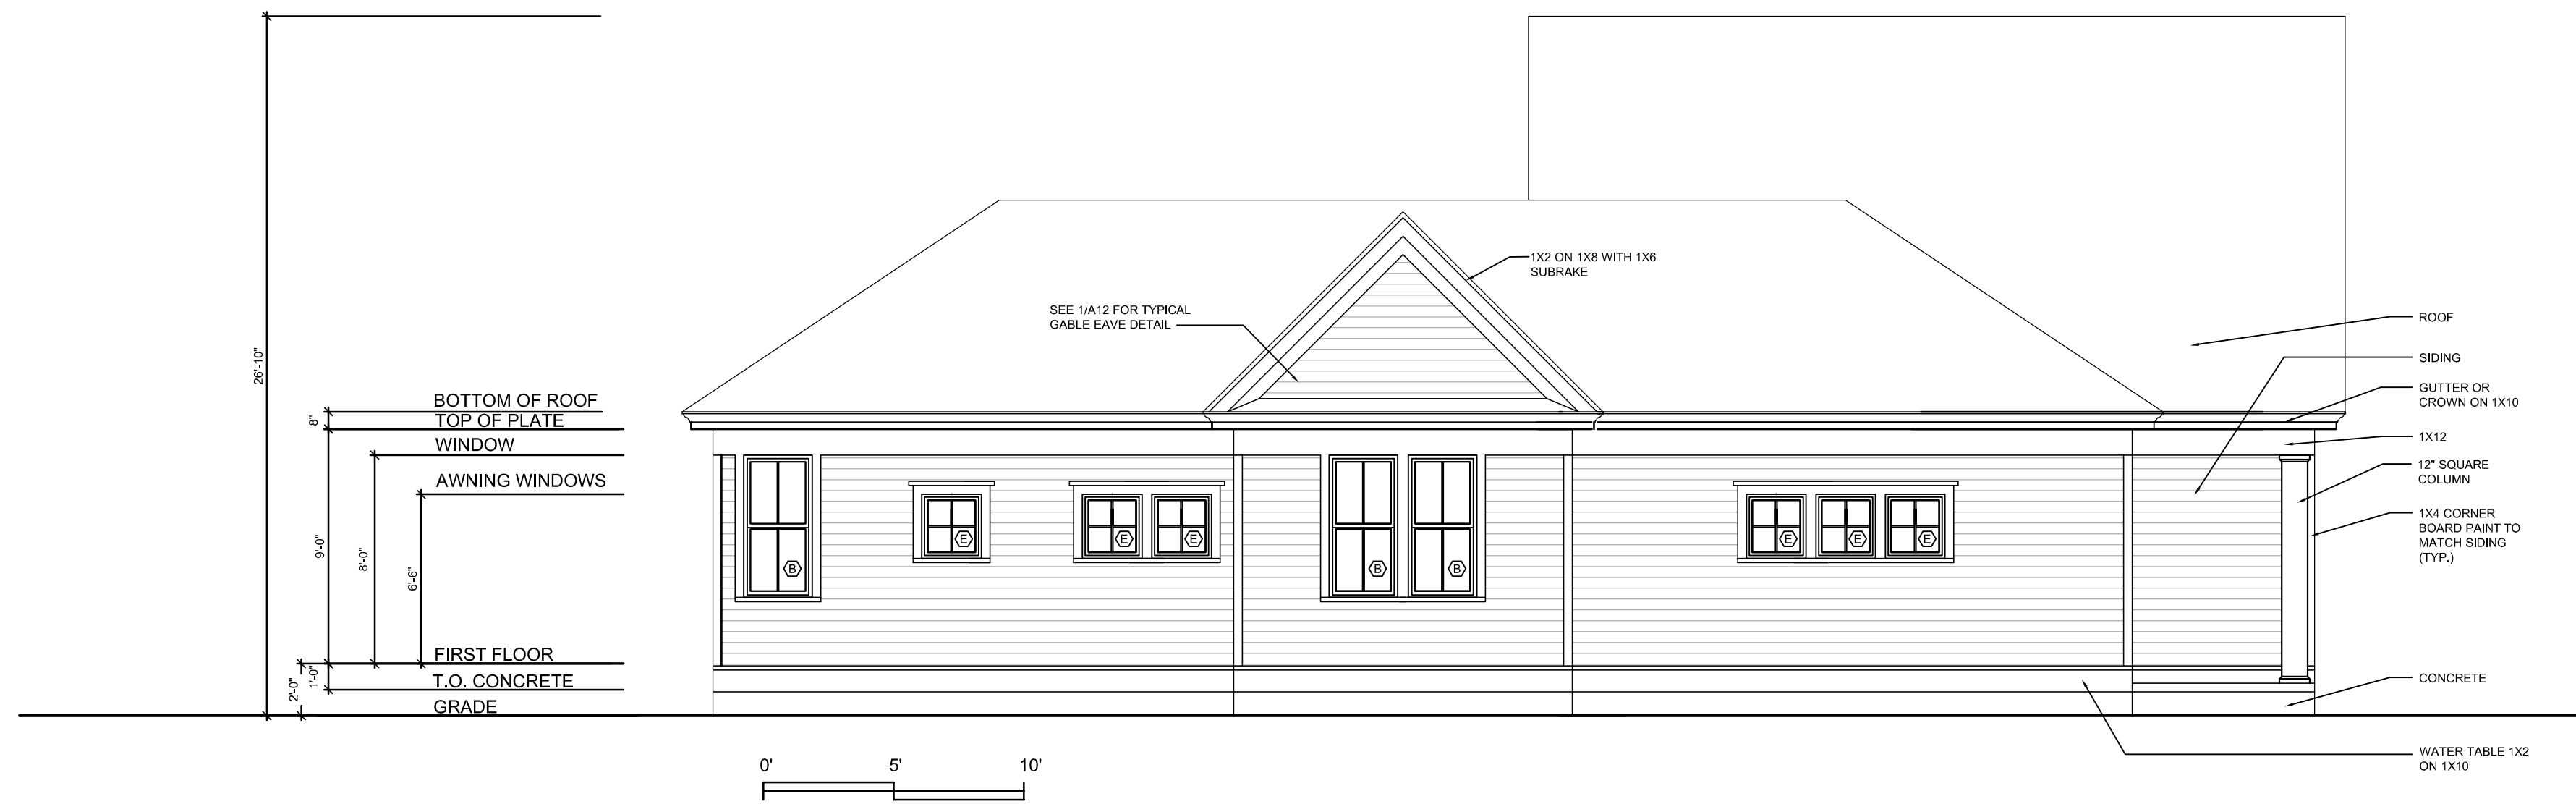 26'-10"
BOTTOM OF ROOF
8"
TOP OF PLATE
WINDOW
AWNING WINDOWS
9'-0"
8'-0"
6'-6"
FIRST FLOOR
1'-0"
T.O. CONCRETE
2'-0"
GRADE
SEE 1/A12 FOR TYPICAL
GABLE EAVE DETAIL
1X2 ON 1X8 WITH 1X6
SUBRAKE
B
E
E
E
B
B
E
E
E
ROOF
SIDING
GUTTER OR
CROWN ON 1X10
1X12
12" SQUARE
COLUMN
1X4 CORNER
BOARD PAINT TO
MATCH SIDING
(TYP.)
CONCRETE
WATER TABLE 1X2
ON 1X10
0' 5' 10'